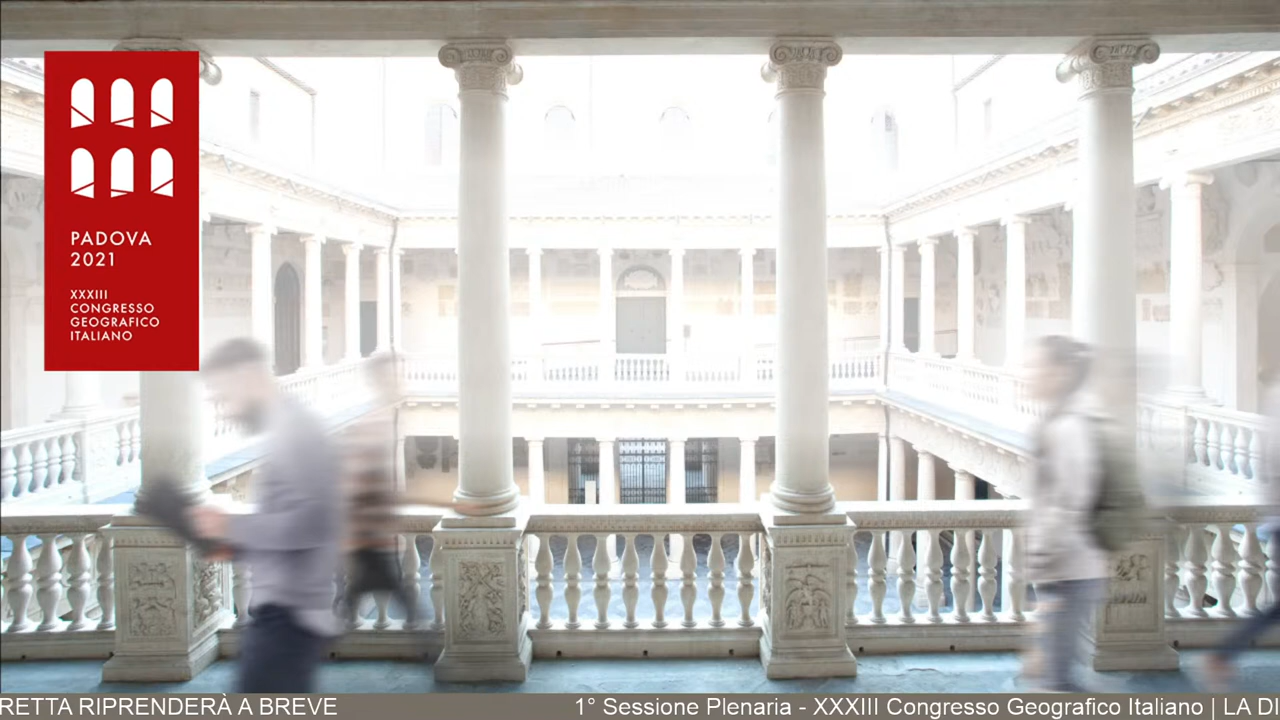 PADOVA
2021
XXXIII
CONGRESSO
GEOGRAFICO
ITALIANO
RETTA RIPRENDERÀ A BREVE 1° Sessione Plenaria - XXXIII Congresso Geografico Italiano | LA DI